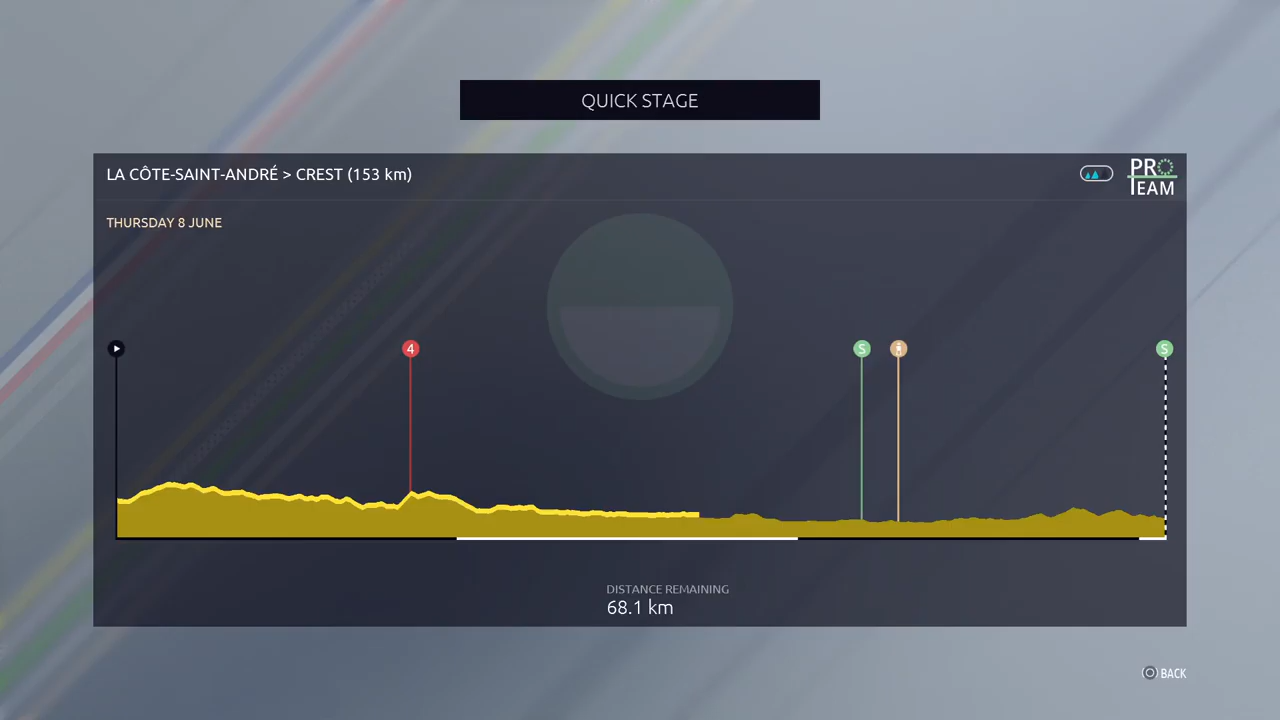 QUICK STAGE
LA CÔTE-SAINT-ANDRÉ > CREST (153 km)
PRO
TEAM
THURSDAY 8 JUNE
4
S
S
DISTANCE REMAINING
68.1 km
BACK